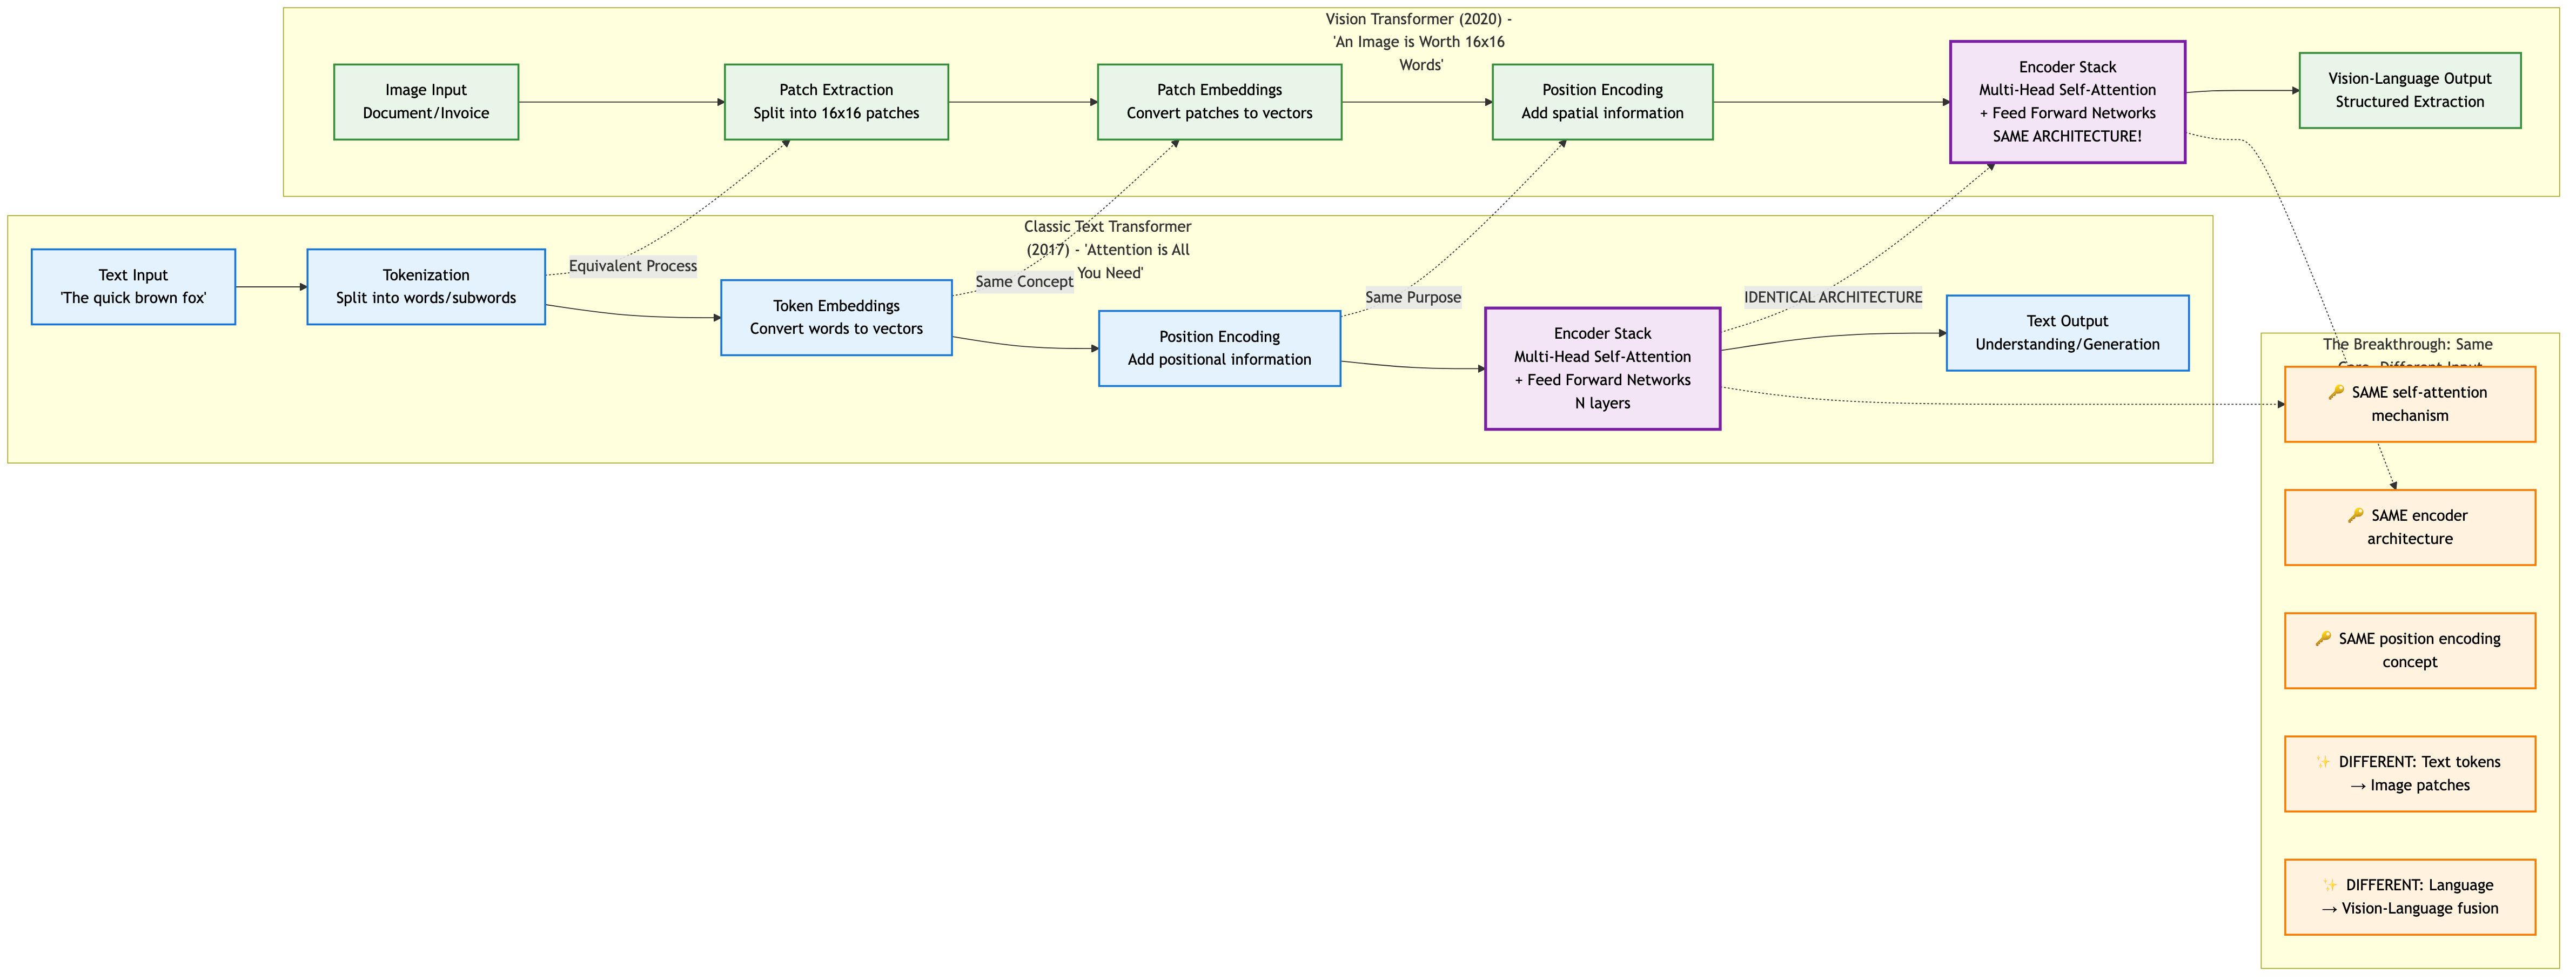 Vision Transformer (2020) -
'An Image is Worth 16x16
Words'
Image Input
Document/Invoice
Patch Extraction
Split into 16x16 patches
Patch Embeddings
Convert patches to vectors
Position Encoding
Add spatial information
Encoder Stack
Multi-Head Self-Attention
+ Feed Forward Networks
SAME ARCHITECTURE!
Vision-Language Output
Structured Extraction
Classic Text Transformer
(2017) - 'Attention is All
You Need'
Text Input
'The quick brown fox'
Tokenization
Split into words/subwords
Equivalent Process
Token Embeddings
Convert words to vectors
Same Concept
Position Encoding
Add positional information
Same Purpose
Encoder Stack
Multi-Head Self-Attention
+ Feed Forward Networks
N layers
IDENTICAL ARCHITECTURE
Text Output
Understanding/Generation
The Breakthrough: Same
Core, Different Input
🔑 SAME self-attention
mechanism
🔑 SAME encoder
architecture
🔑 SAME position encoding
concept
✨ DIFFERENT: Text tokens
→ Image patches
✨ DIFFERENT: Language
→ Vision-Language fusion